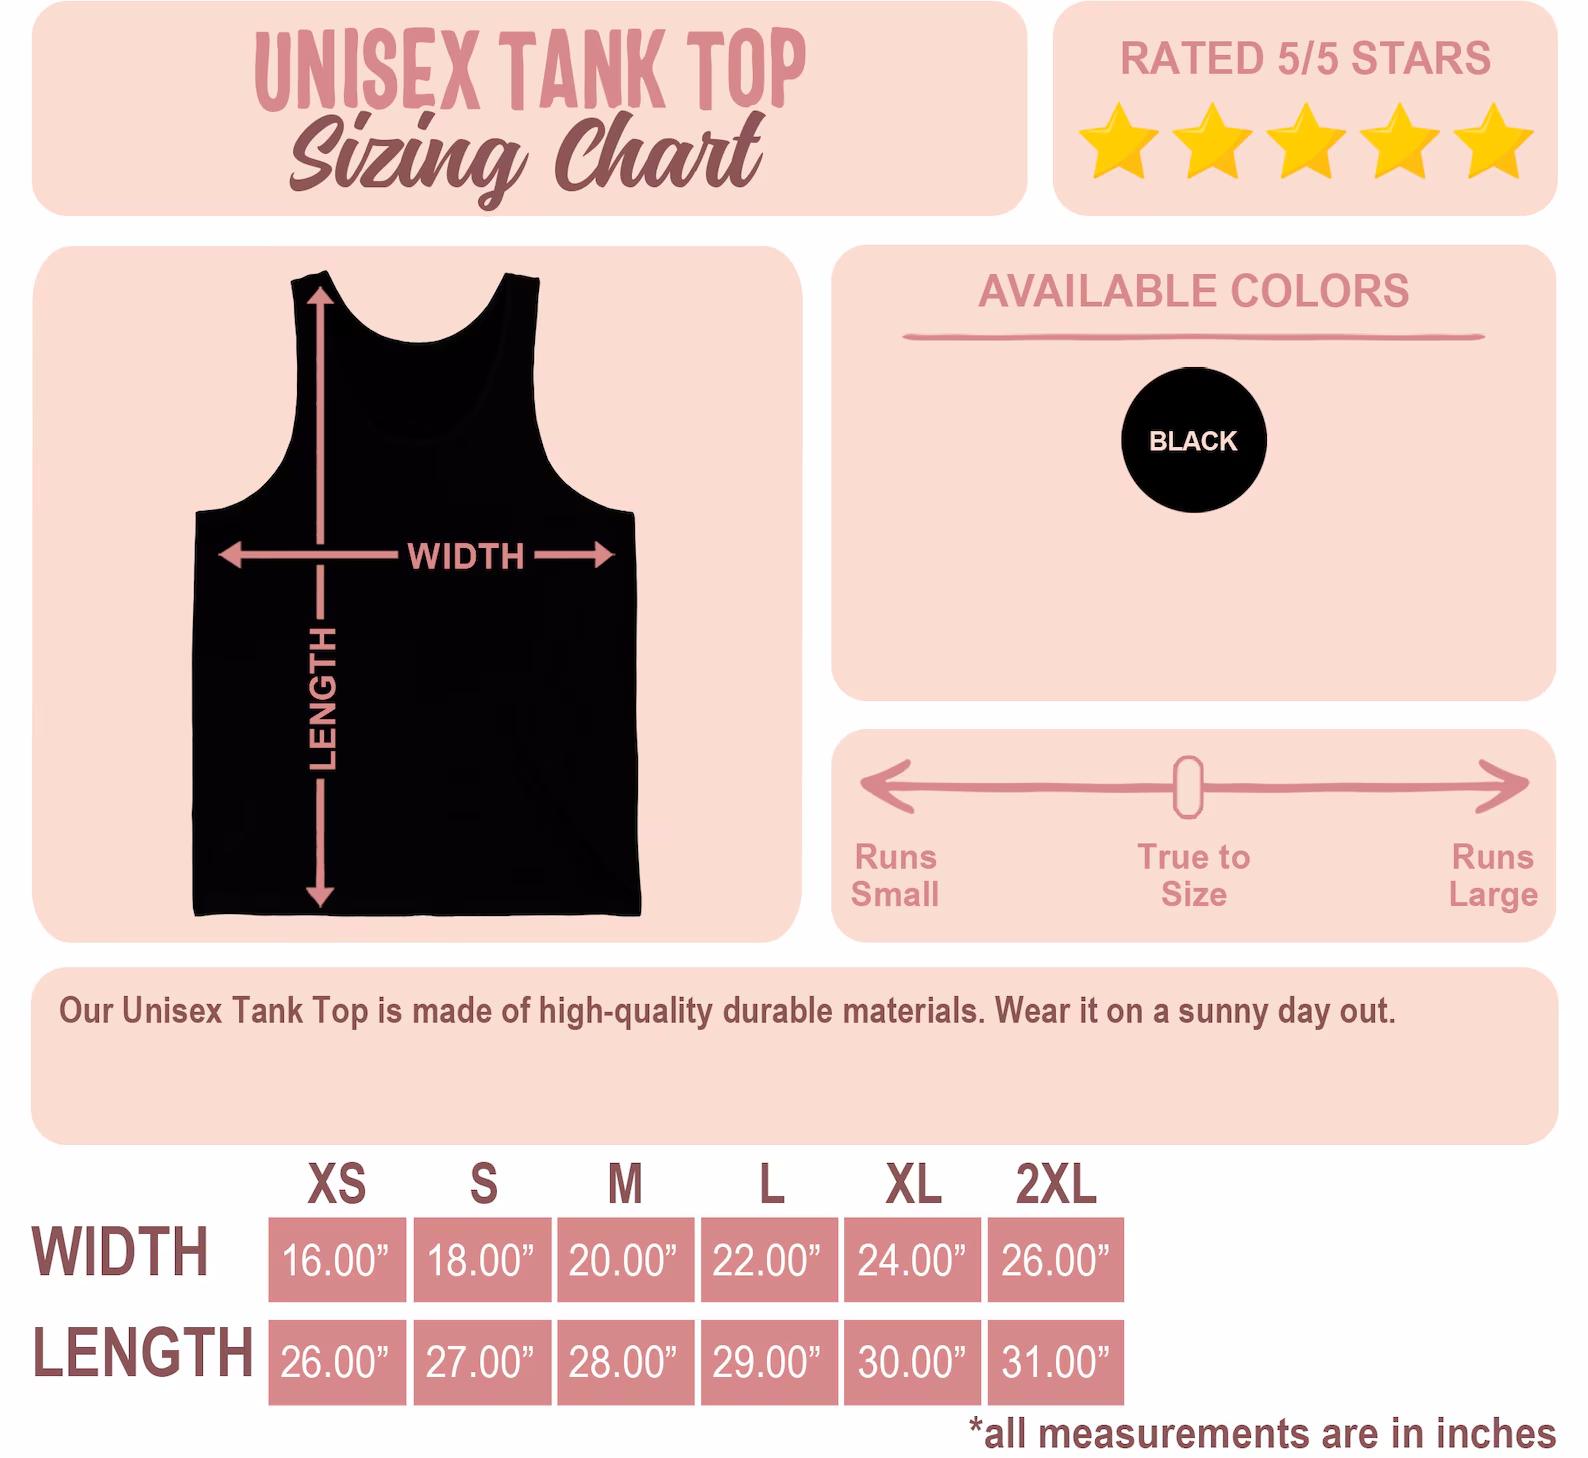 UNISEX TANK TOP
Sizing Chart
RATED 5/5 STARS
AVAILABLE COLORS
BLACK
WIDTH
LENGTH
Runs
Small
True to
Size
Runs
Large
Our Unisex Tank Top is made of high-quality durable materials. Wear it on a sunny day out.
XS S M L XL 2XL
WIDTH 16.00” 18.00” 20.00” 22.00” 24.00” 26.00”
LENGTH 26.00” 27.00” 28.00” 29.00” 30.00” 31.00”
*all measurements are in inches